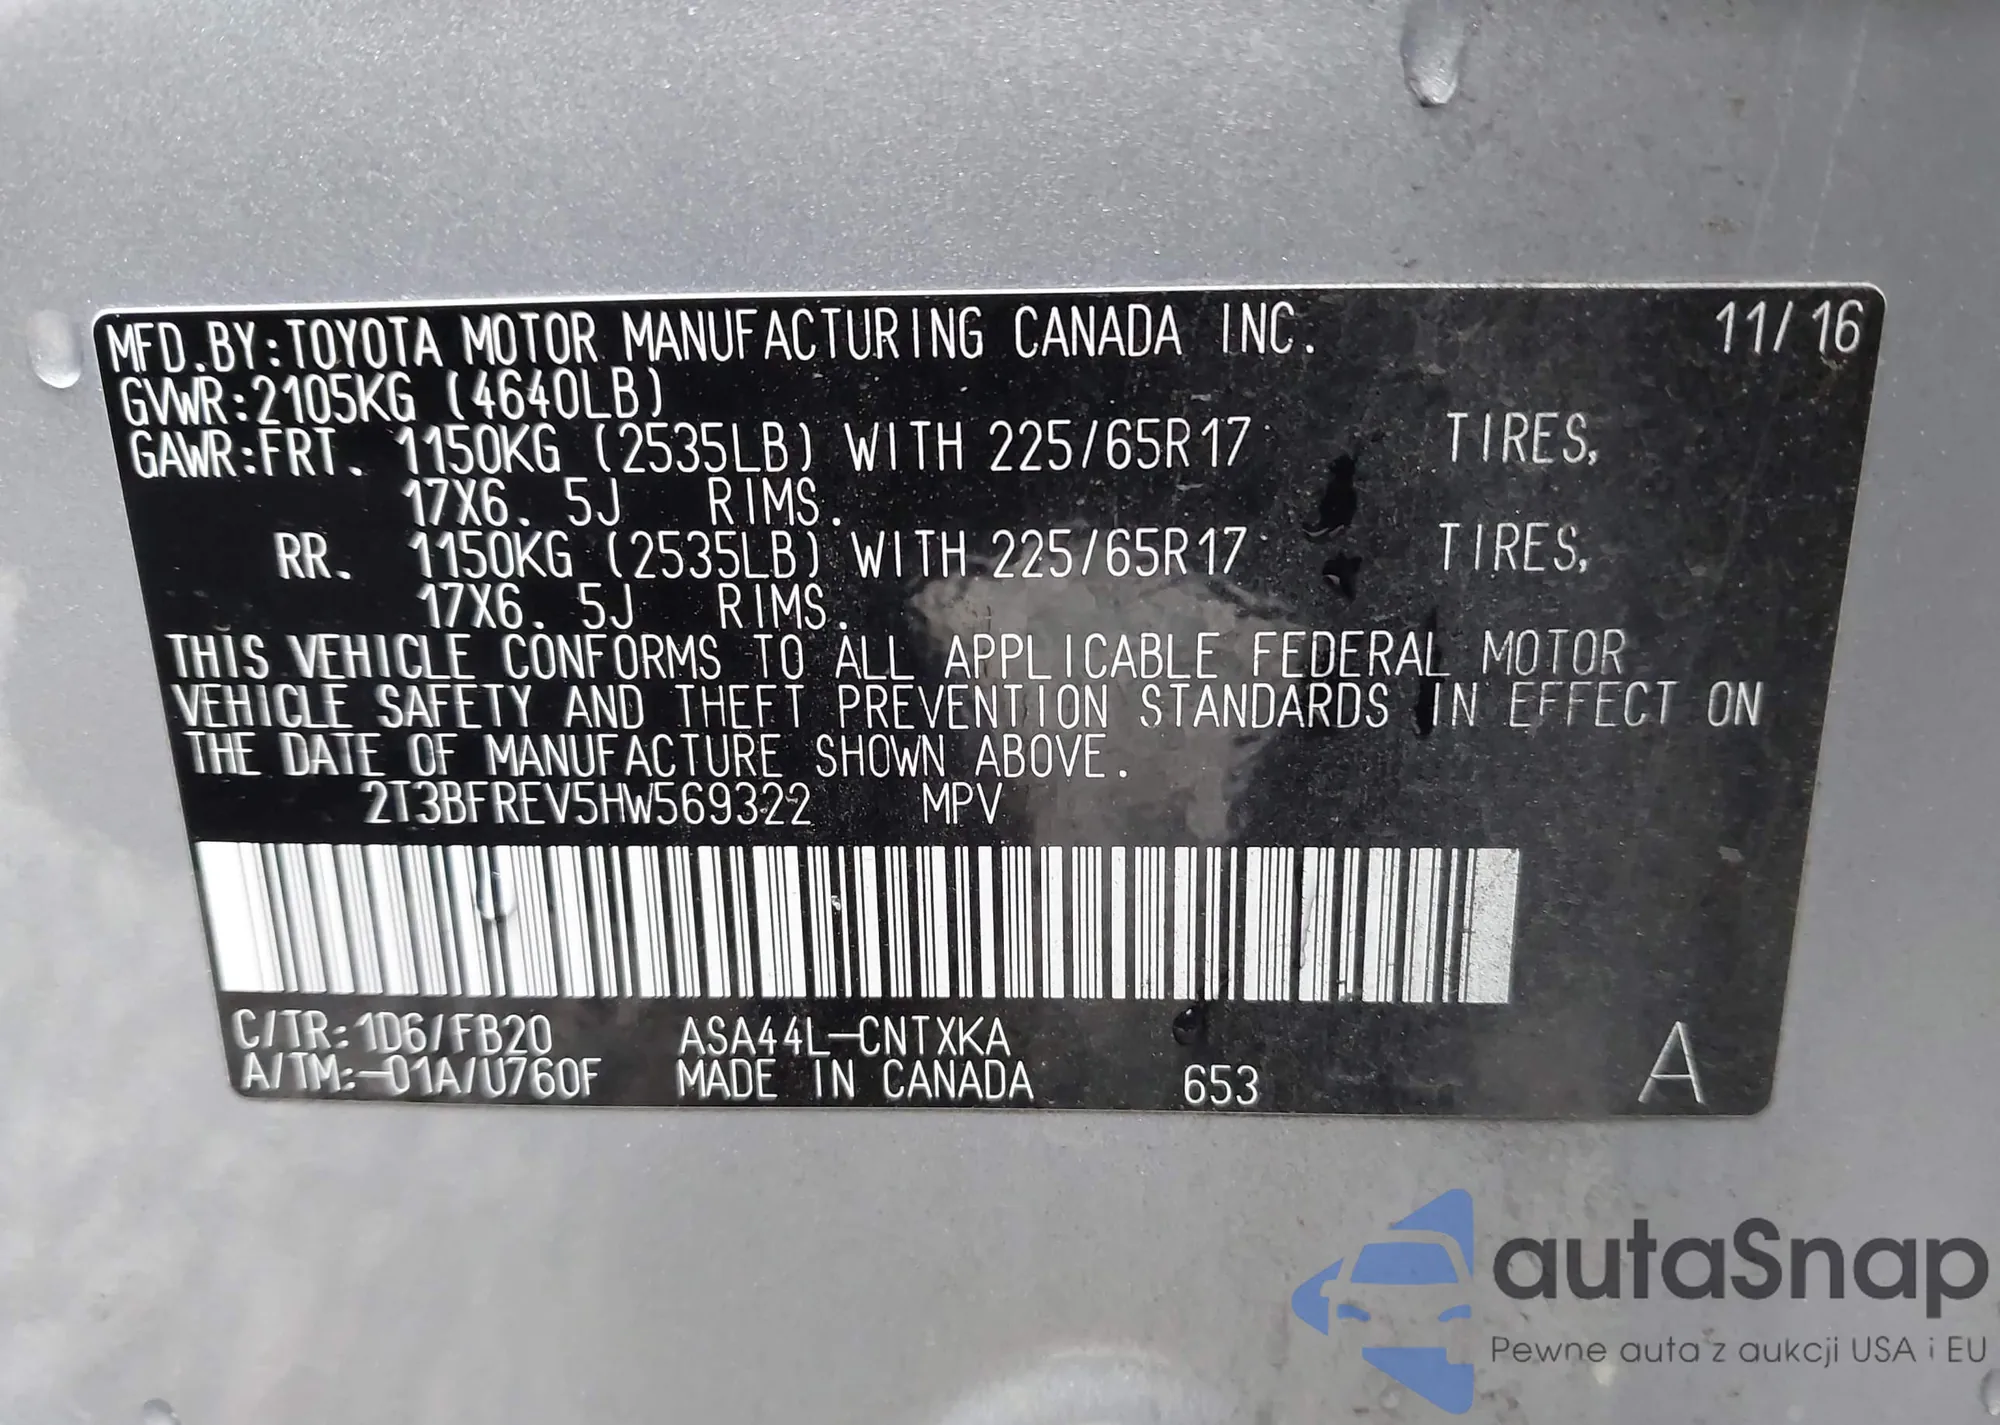 MFD.BY:TOYOTA MOTOR MANUFACTURING CANADA INC. 11/16
GVWR:2105KG (4640LB)
GAWR:FRT. 1150KG (2535LB) WITH 225/65R17 TIRES,
17X6.5J RIMS.
RR. 1150KG (2535LB) WITH 225/65R17 TIRES,
17X6.5J RIMS.
THIS VEHICLE CONFORMS TO ALL APPLICABLE FEDERAL MOTOR
VEHICLE SAFETY AND THEFT PREVENTION STANDARDS IN EFFECT ON
THE DATE OF MANUFACTURE SHOWN ABOVE.
2T3BFREV5HW569322 MPV
C/TR:1D6/FB20 ASA44L-CNTXKA
A/TM:-01A/U760F MADE IN CANADA 653 A
autaSnap
Pewne auta z aukcji USA i EU